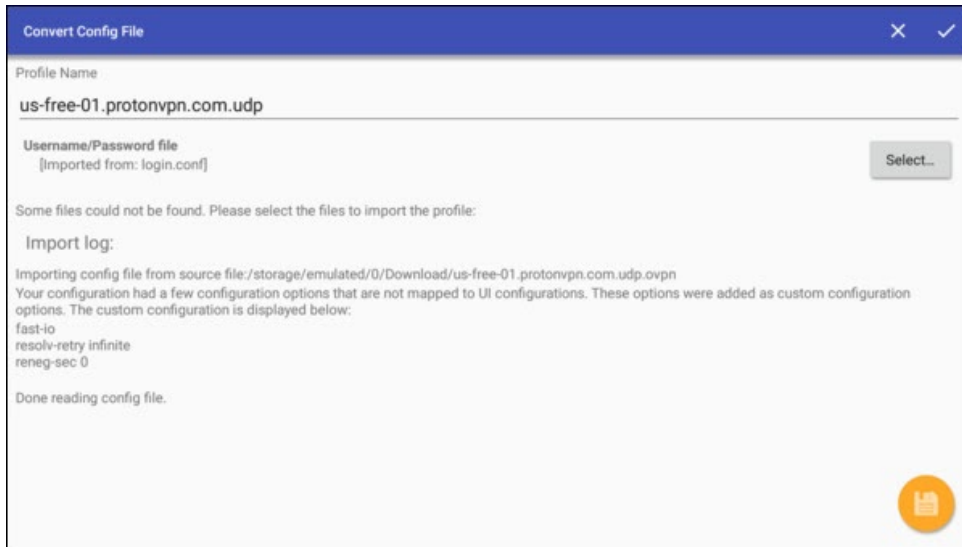 Convert Config File
Profile Name
us-free-01.protonvpn.com.udp
Username/Password file
[Imported from: login.conf]
Select...
Some files could not be found. Please select the files to import the profile:
Import log:
Importing config file from source file:/storage/emulated/0/Download/us-free-01.protonvpn.com.udp.ovpn
Your configuration had a few configuration options that are not mapped to UI configurations. These options were added as custom configuration
options. The custom configuration is displayed below:
fast-io
resolv-retry infinite
reneg-sec 0
Done reading config file.